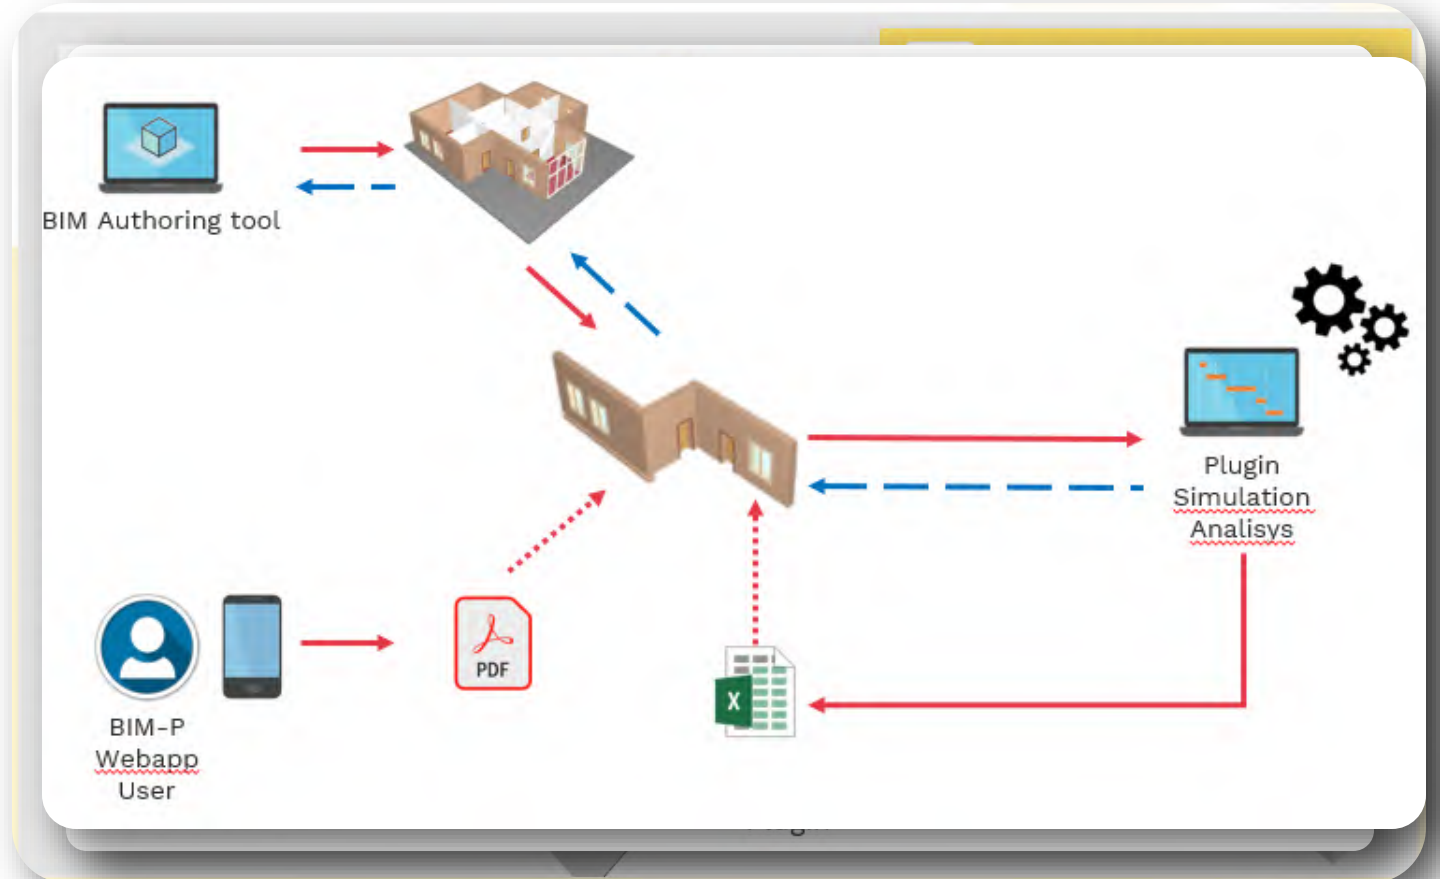 BIM Authoring tool
Plugin
Simulation
Analisys
PDF
X
BIM-P
Webapp
User